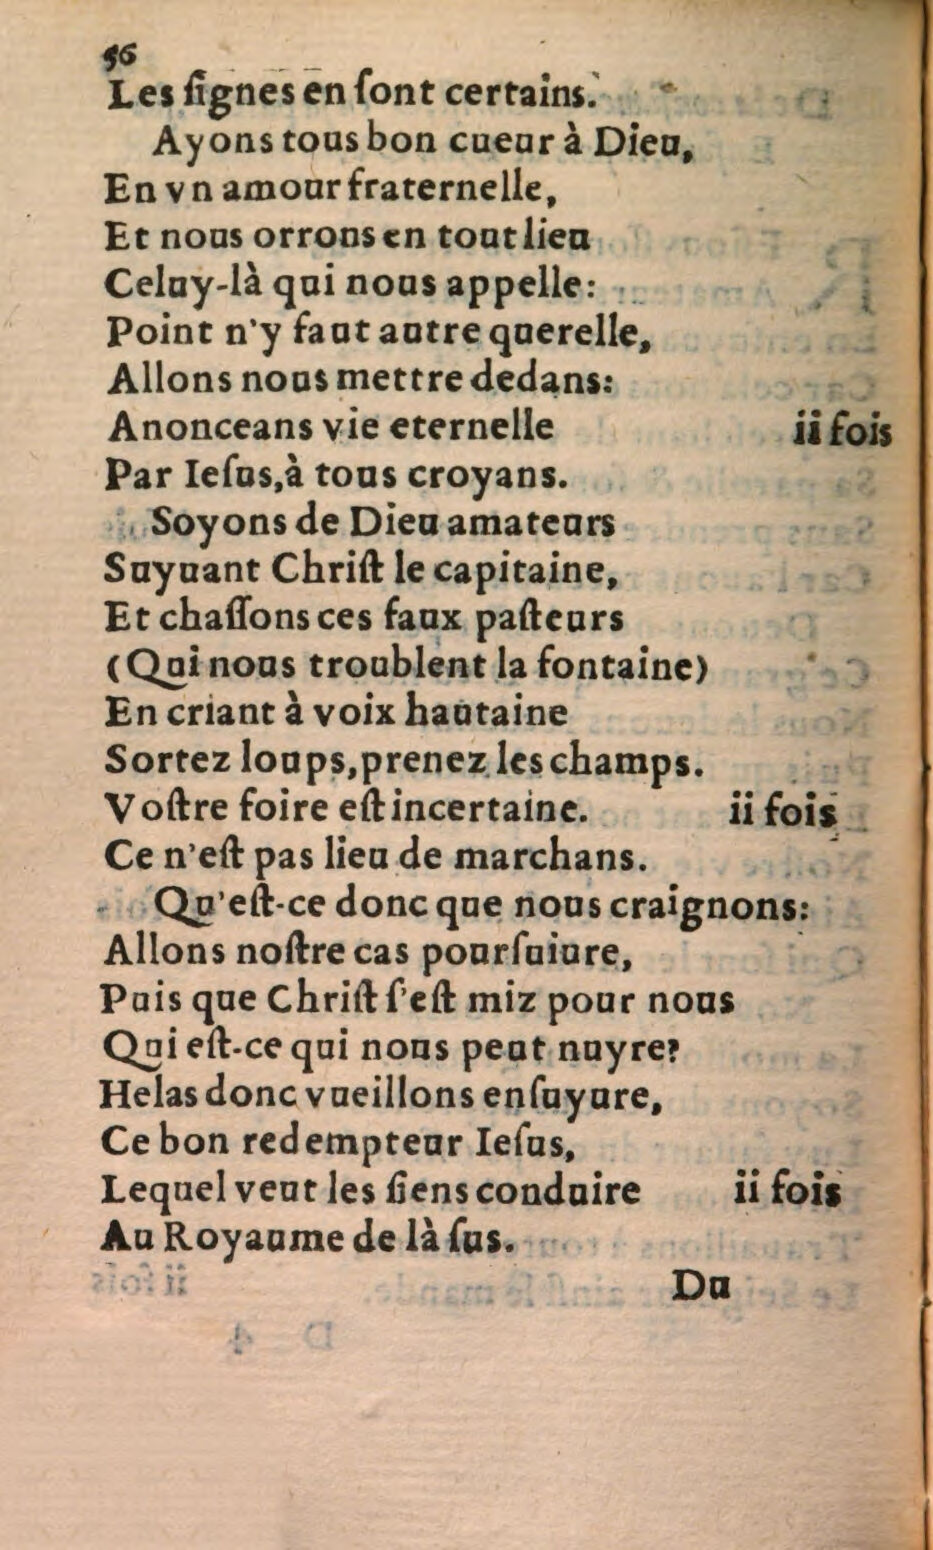 56
Les ſignes en ſont certains.
Ayons tous bon cueur à Dieu,
En vn amour fraternelle,
Et nous orrons en tout lieu
Celuy-là qui nous appelle:
Point n'y faut autre querelle,
Allons nous mettre dedans:
Anonceans vie eternelle ii fois
Par Ieſus,à tous croyans.
Soyons de Dieu amateurs
Suyuant Chriſt le capitaine,
Et chaſſons ces faux paſteurs
(Qui nous troublent la fontaine)
En criant à voix hautaine
Sortez loups,prenez les champs.
Voſtre foire eſt incertaine. ii fois
Ce n'eſt pas lieu de marchans.
Qu'eſt-ce donc que nous craignons:
Allons noſtre cas pourſuiure,
Puis que Chriſt ſ'eſt miz pour nous
Qui eſt-ce qui nous peut nuyre?
Helas donc vueillons enſuyure,
Ce bon redempteur Ieſus,
Lequel veut les ſiens conduire ii fois
Au Royaume de là ſus.
Du